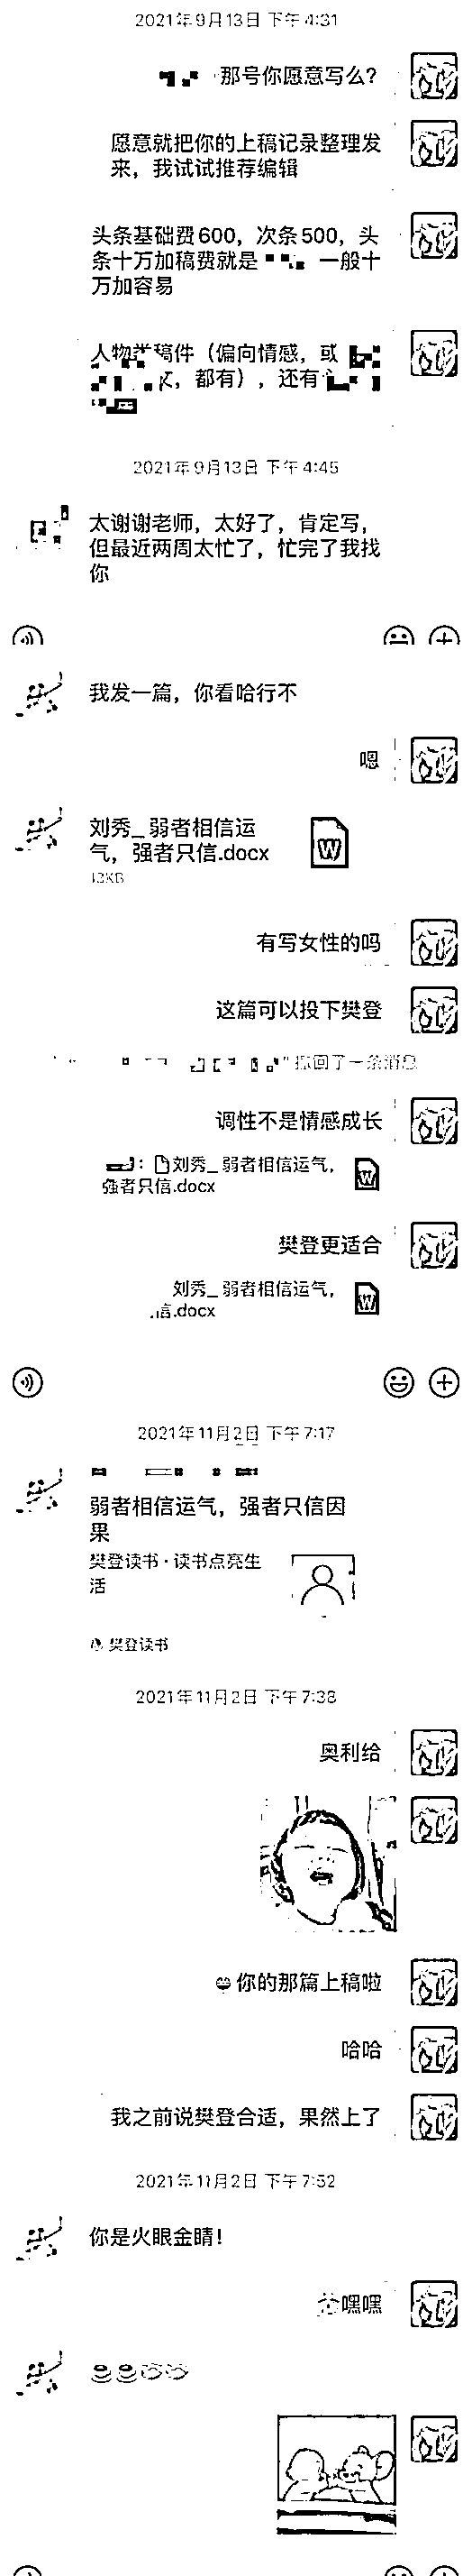 2021年9月13日 下午4:31
那号你愿意写么？
愿意就把你的上稿记录整理发
来，我试试推荐编辑
头条基础费600，次条500，头
条十万加稿费就是 一般十
万加容易
人物类稿件（偏向情感，或
都有），还有
2021年9月13日 下午4:45
太谢谢老师，太好了，肯定写，
但最近两周太忙了，忙完了我找
你
我发一篇，你看哈行不
嗯
刘秀_弱者相信运
气，强者只信.docx
13KB
有写女性的吗
这篇可以投下樊登
" 撤回了一条消息
调性不是情感成长
刘秀_弱者相信运气，
强者只信.docx
樊登更适合
刘秀_弱者相信运气，
信.docx
2021年11月2日 下午7:17
弱者相信运气，强者只信因
果
樊登读书·读书点亮生
活
樊登读书
2021年11月2日 下午7:38
奥利给
你的那篇上稿啦
哈哈
我之前说樊登合适，果然上了
2021年11月2日 下午7:52
你是火眼金睛！
嘿嘿